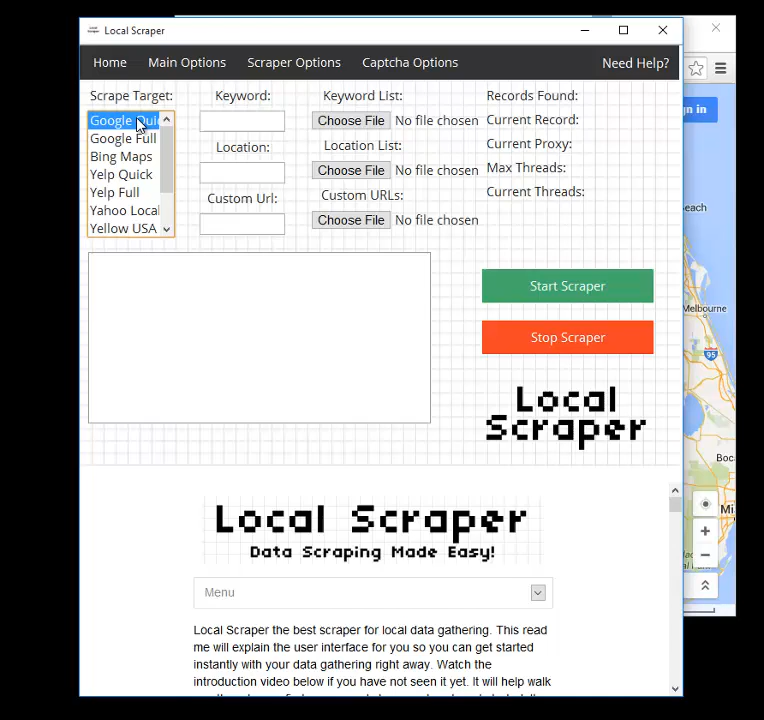 Local Scraper
Home Main Options Scraper Options Captcha Options Need Help?
Scrape Target: Keyword: Keyword List: Records Found:
Google Choose File No file chosen Current Record:
Google Full Location: Location List: Current Proxy:
Bing Maps
Yelp Quick Choose File No file chosen Max Threads:
Yelp Full Custom Url: Custom URLs: Current Threads:
Yahoo Local
Yellow USA Choose File No file chosen
Start Scraper
Stop Scraper
Local
Scraper
Local Scraper
Data Scraping Made Easy!
Menu
Local Scraper the best scraper for local data gathering. This read
me will explain the user interface for you so you can get started
instantly with your data gathering right away. Watch the
introduction video below if you have not seen it yet. It will help walk
n in
each
Melbourne
95
Boca
Mi